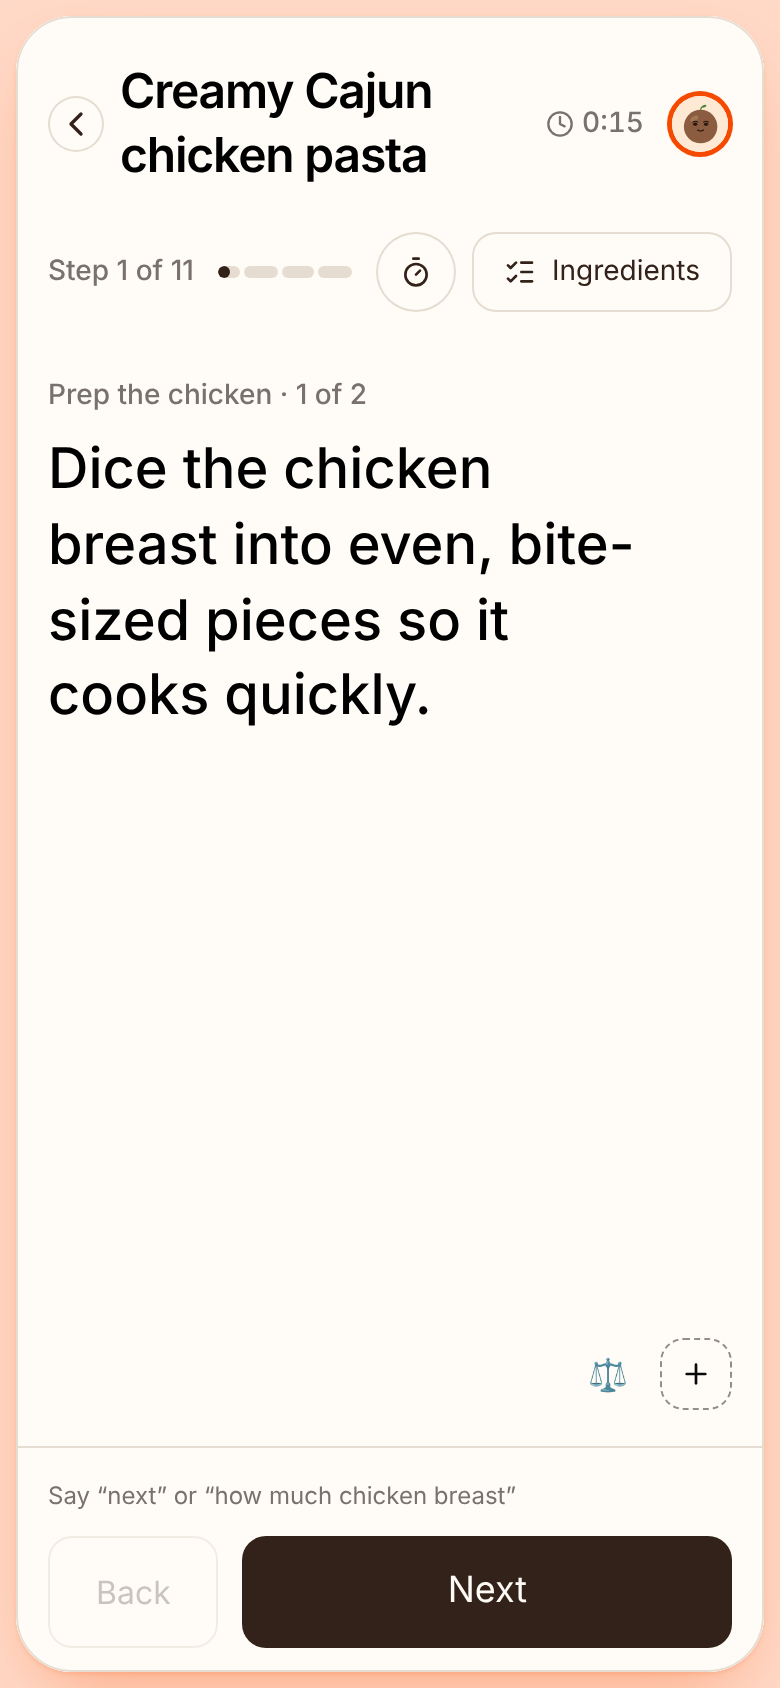 Creamy Cajun
chicken pasta
0:15
Step 1 of 11
Ingredients
Prep the chicken · 1 of 2
Dice the chicken
breast into even, bite-
sized pieces so it
cooks quickly.
Say “next” or “how much chicken breast”
Back
Next